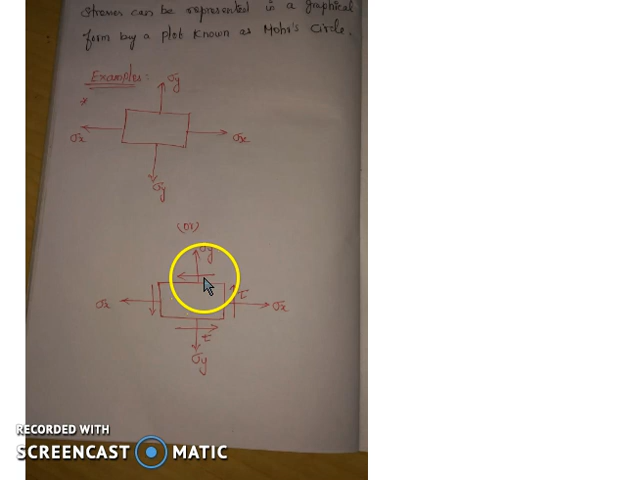 Stresses can be represented in a graphical
form by a plot known as Mohr's Circle.
Examples:
*
σy
σx
σx
σy
(or)
σy
τ
σx
σx
τ
σy
RECORDED WITH
SCREENCAST MATIC